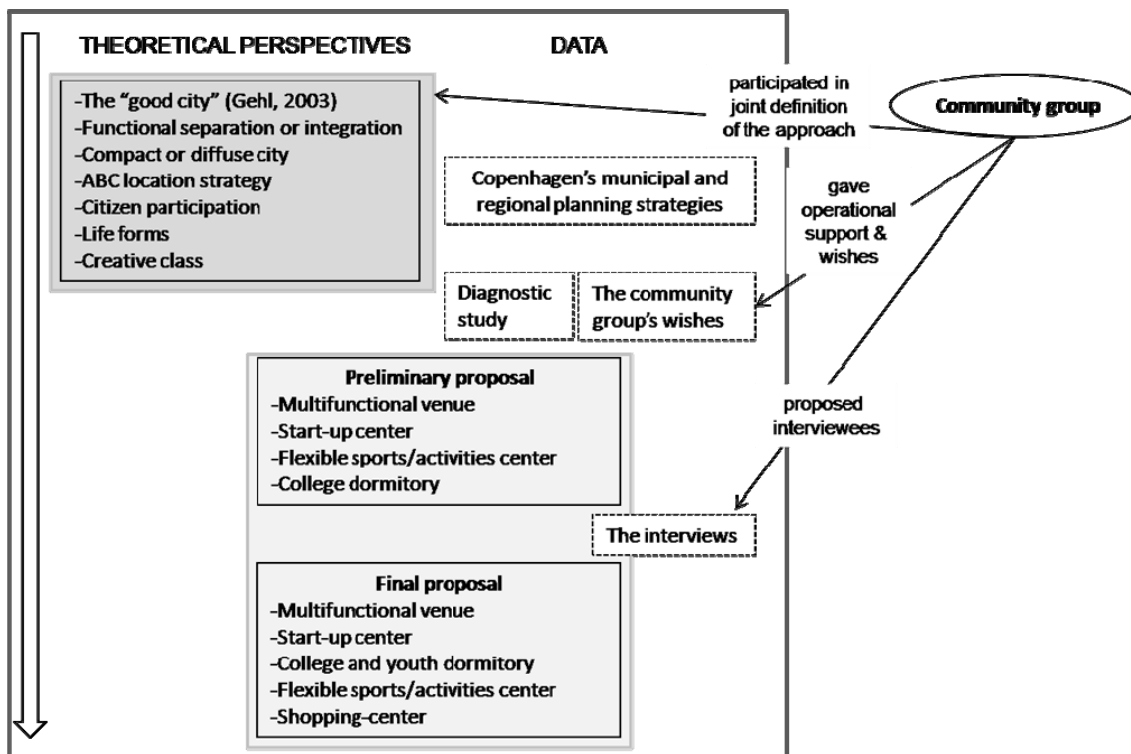 THEORETICAL PERSPECTIVES
DATA
-The “good city” (Gehl, 2003)
-Functional separation or integration
-Compact or diffuse city
-ABC location strategy
-Citizen participation
-Life forms
-Creative class
participated in
joint definition
of the approach
Community group
Copenhagen’s municipal and
regional planning strategies
gave
operational
support &
wishes
Diagnostic
study
The community
group’s wishes
Preliminary proposal
-Multifunctional venue
-Start-up center
-Flexible sports/activities center
-College dormitory
proposed
interviewees
The interviews
Final proposal
-Multifunctional venue
-Start-up center
-College and youth dormitory
-Flexible sports/activities center
-Shopping-center